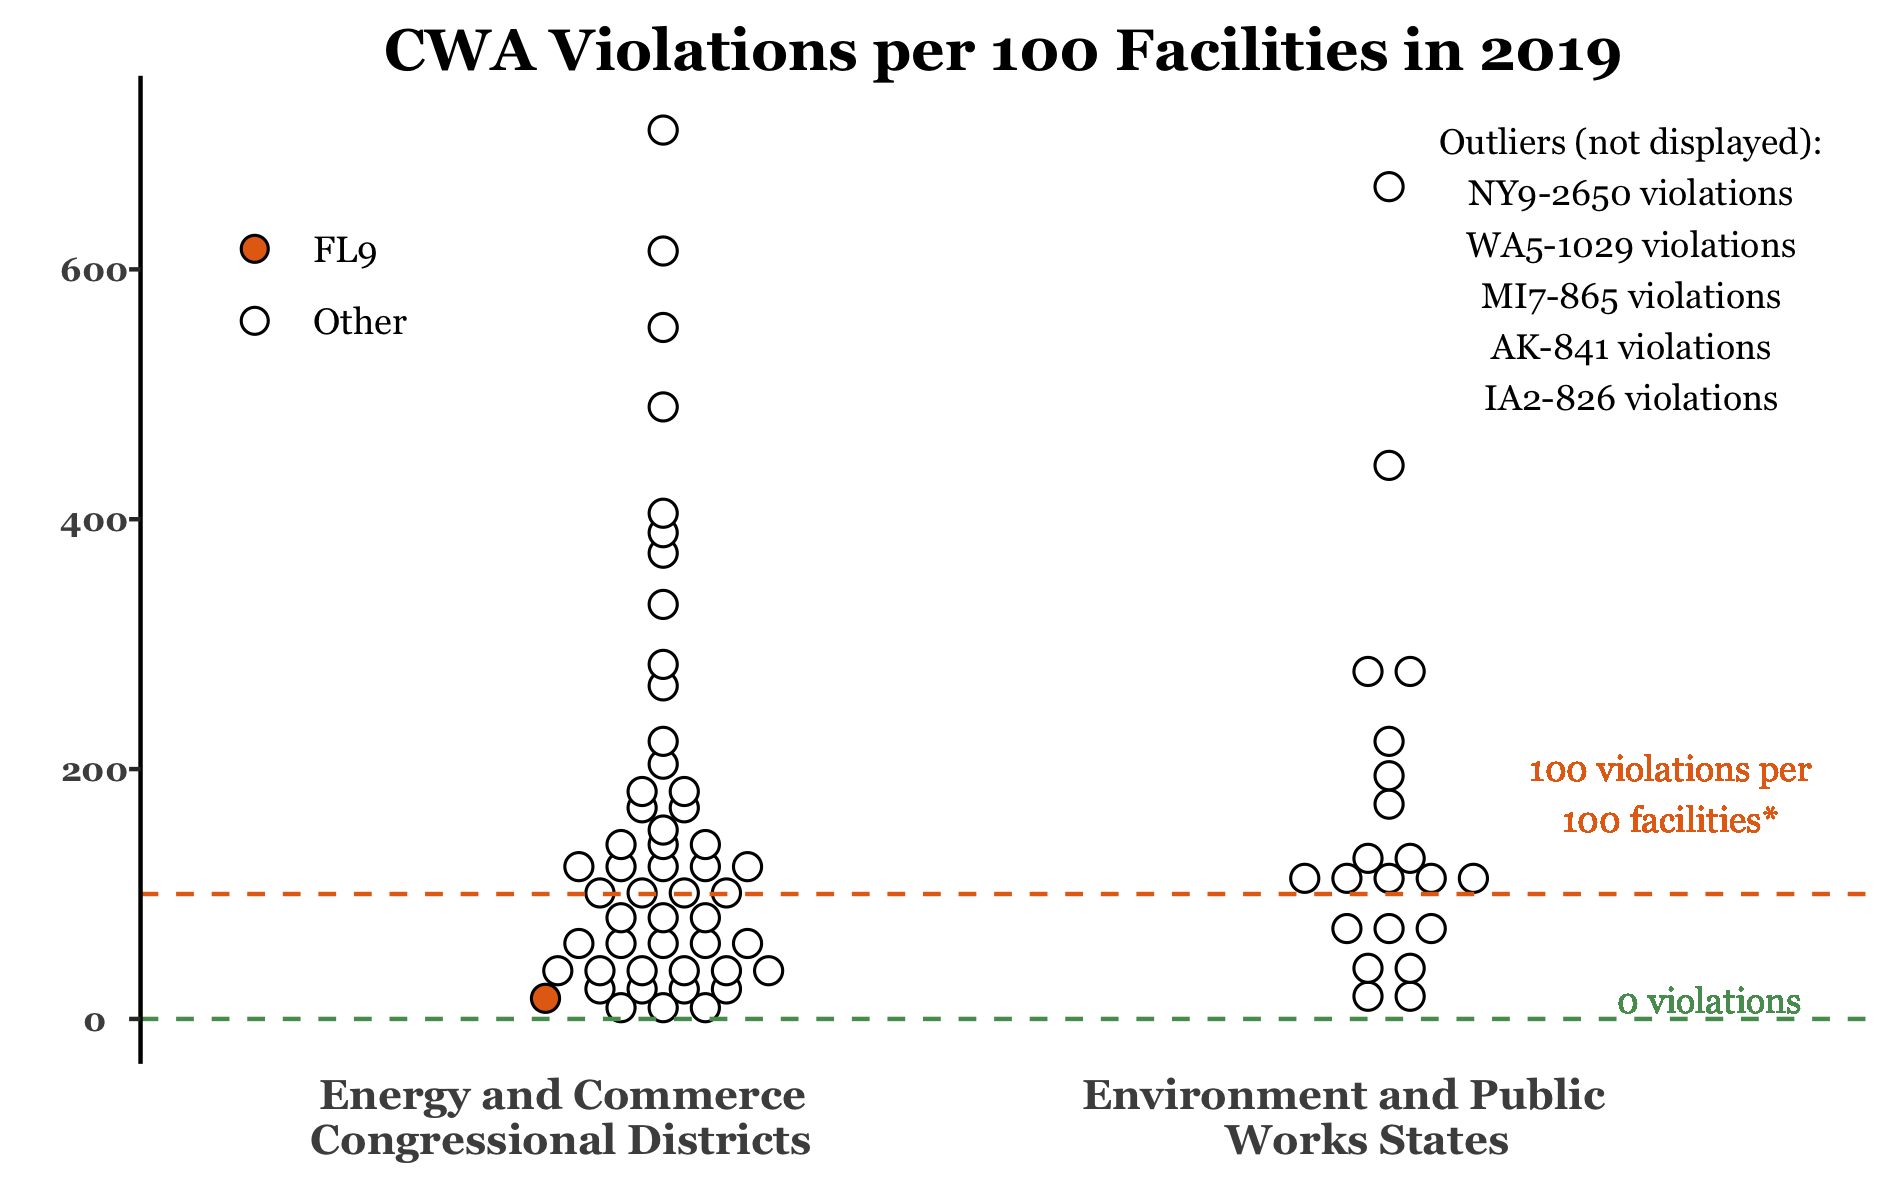 CWA Violations per 100 Facilities in 2019
Outliers (not displayed):
NY9-2650 violations
WA5-1029 violations
MI7-865 violations
AK-841 violations
IA2-826 violations
FL9
Other
600
400
200
0
100 violations per
100 facilities*
0 violations
Energy and Commerce
Congressional Districts
Environment and Public
Works States